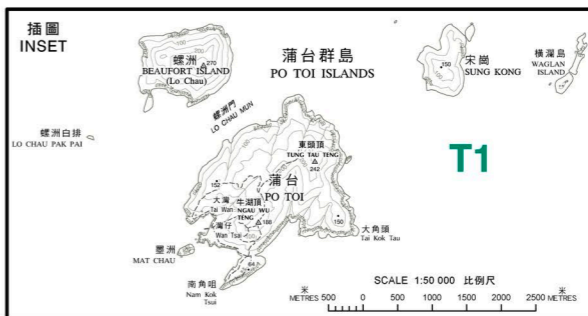 插圖
INSET
螺洲
BEAUFORT ISLAND
(Lo Chau)
100
200
270
蒲台群島
PO TOI ISLANDS
宋崗
SUNG KONG
150
橫瀾島
WAGLAN
ISLAND
螺洲門
LO CHAU MUN
螺洲白排
LO CHAU PAK PAI
T1
東頭頂
TUNG TAU TENG
242
蒲台
PO TOI
152
大灣
Tai Wan
牛湖頂
NGAU WU
TENG
188
灣仔
Wan Tsai
150
大角頭
Tai Kok Tau
墨洲
MAT CHAU
64
南角咀
Nam Kok
Tsui
SCALE 1:50 000 比例尺
米
METRES 500 0 500 1000 1500 2000 2500 米
METRES